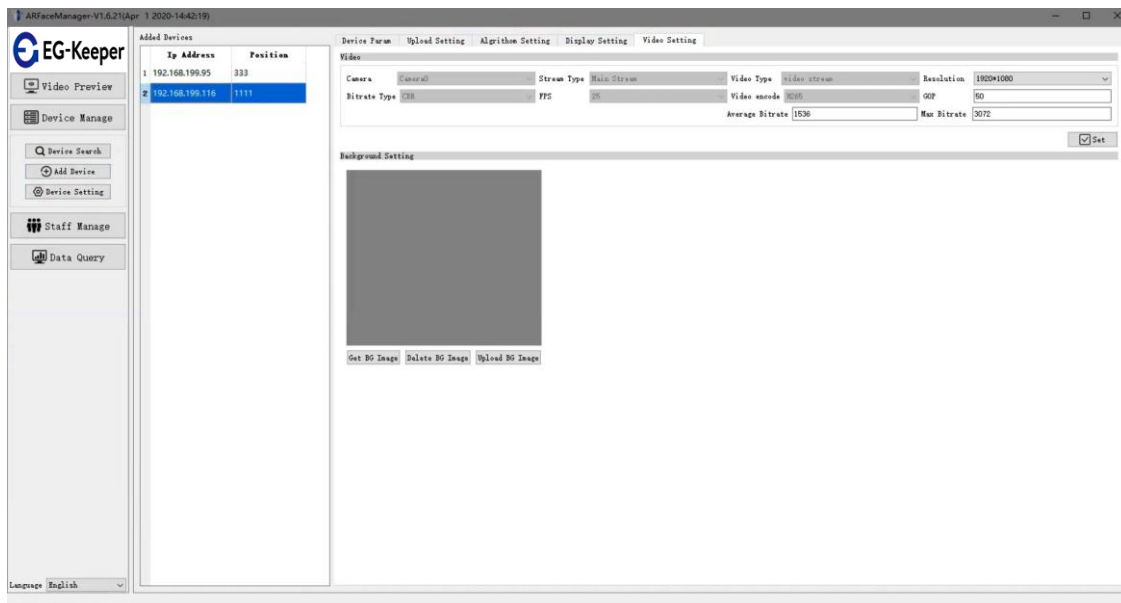 ARFaceManager-V1.6.21(Apr 1 2020-14:42:19)
EG-Keeper
Video Preview
Device Manage
Device Search
Add Device
Device Setting
Staff Manage
Data Query
Language English
Added Devices
Ip Address Position
1 192.168.199.95 333
2 192.168.199.116 1111
Device Param Upload Setting Algrithom Setting Display Setting Video Setting
Video
Camera Camera0 Stream Type Main Stream Video Type video stream Resolution 1920*1080
Bitrate Type CBR FPS 25 Video encode H265 GOP 50
Average Bitrate 1536 Max Bitrate 3072
Set
Background Setting
Get BG Image Delete BG Image Upload BG Image